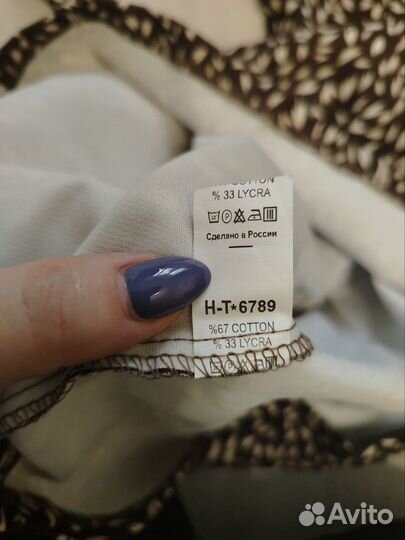 COTTON
% 33 LYCRA
Сделано в России
H-T*6789
%67 COTTON
% 33 LYCRA
Avito